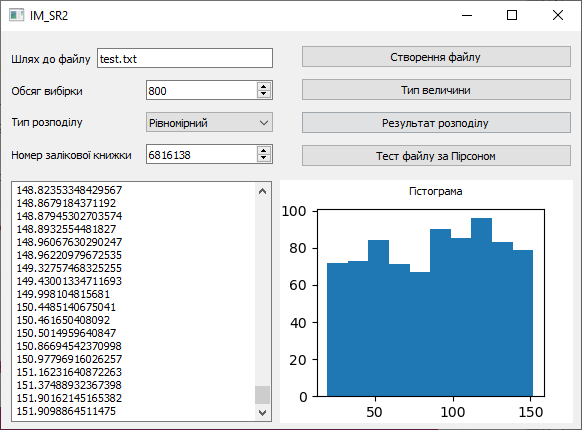 IM_SR2
Шлях до файлу test.txt
Створення файлу
Обсяг вибірки 800
Тип величини
Тип розподілу Рівномірний
Результат розподілу
Номер залікової книжки 6816138
Тест файлу за Пірсоном
148.82353348429567
148.8679184371192
148.87945302703574
148.8932554481827
148.96067630290247
148.96220979672535
149.32757468325255
149.43001334711693
149.998104815681
150.4485140675041
150.461650408092
150.5014959640847
150.86694542370998
150.97796916026257
151.16231640872263
151.37488932367398
151.90162145165382
151.9098864511475
Гістограма
100
80
60
40
20
0
50 100 150